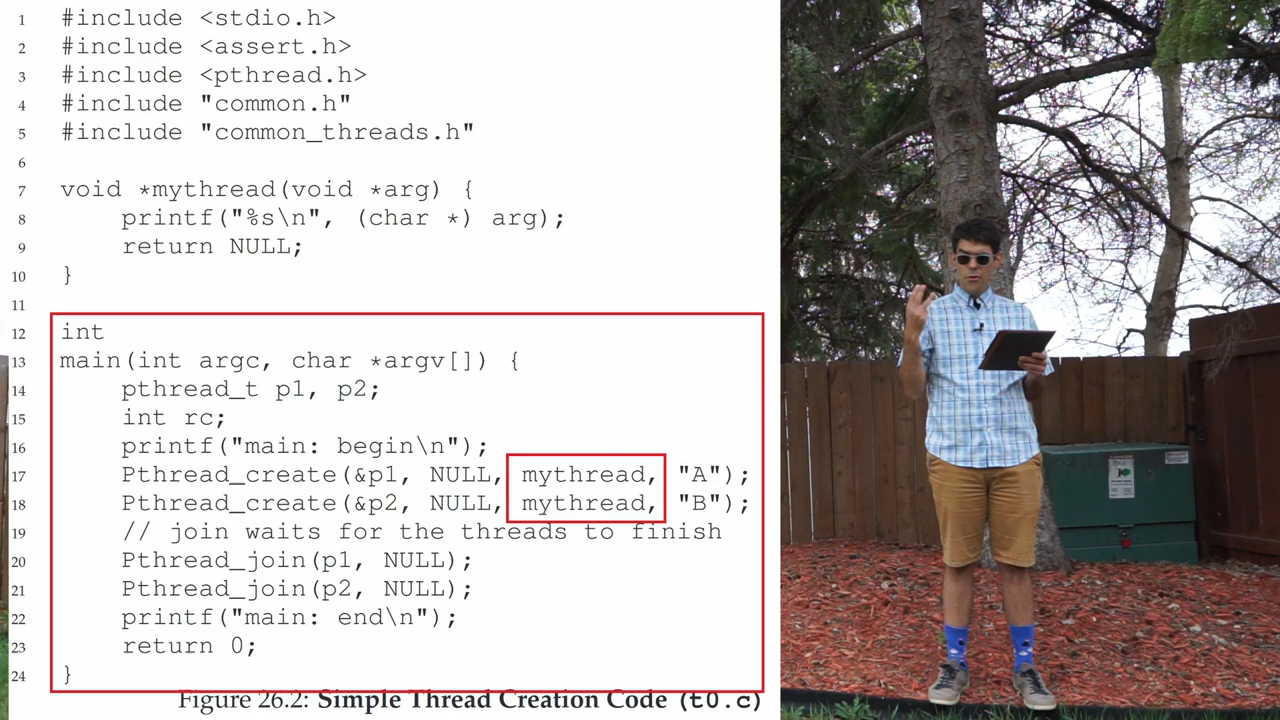 1 #include <stdio.h>
2 #include <assert.h>
3 #include <pthread.h>
4 #include "common.h"
5 #include "common_threads.h"
6
7 void *mythread(void *arg) {
8 printf("%s\n", (char *) arg);
9 return NULL;
10 }
11
12 int
13 main(int argc, char *argv[]) {
14 pthread_t p1, p2;
15 int rc;
16 printf("main: begin\n");
17 Pthread_create(&p1, NULL, mythread, "A");
18 Pthread_create(&p2, NULL, mythread, "B");
19 // join waits for the threads to finish
20 Pthread_join(p1, NULL);
21 Pthread_join(p2, NULL);
22 printf("main: end\n");
23 return 0;
24 }
Figure 26.2: Simple Thread Creation Code (t0.c)